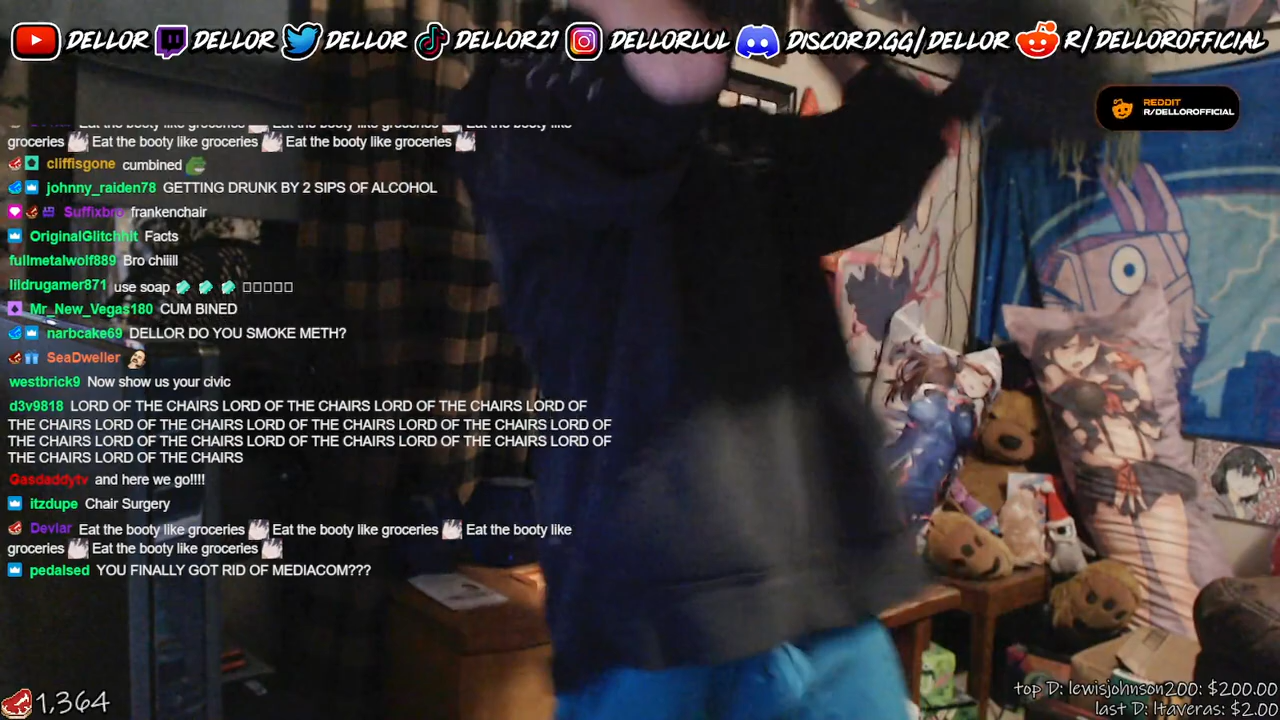 DELLOR DELLOR DELLOR DELLOR21 DELLORLUL DISCORD.GG/DELLOR R/DELLOROFFICIAL
REDDIT
R/DELLOROFFICIAL
Eat the booty like groceries Eat the booty like groceries Eat the booty like
groceries Eat the booty like groceries Eat the booty like groceries
cliffisgone cumbined
johnny_raiden78 GETTING DRUNK BY 2 SIPS OF ALCOHOL
Suffixbro frankenchair
OriginalGlitchhit Facts
fullmetalwolf889 Bro chiiill
lildrugamer871 use soap
Mr_New_Vegas180 CUM BINED
narbcake69 DELLOR DO YOU SMOKE METH?
SeaDweller
westbrick9 Now show us your civic
d3v9818 LORD OF THE CHAIRS LORD OF THE CHAIRS LORD OF THE CHAIRS LORD OF
THE CHAIRS LORD OF THE CHAIRS LORD OF THE CHAIRS LORD OF THE CHAIRS LORD OF
THE CHAIRS LORD OF THE CHAIRS LORD OF THE CHAIRS LORD OF THE CHAIRS LORD OF
THE CHAIRS LORD OF THE CHAIRS
Gasdaddytv and here we go!!!!
itzdupe Chair Surgery
Devlar Eat the booty like groceries Eat the booty like groceries Eat the booty like
groceries Eat the booty like groceries
pedalsed YOU FINALLY GOT RID OF MEDIACOM???
1,364
top D: lewisjohnson200: $200.00
last D: ltaveras: $2.00